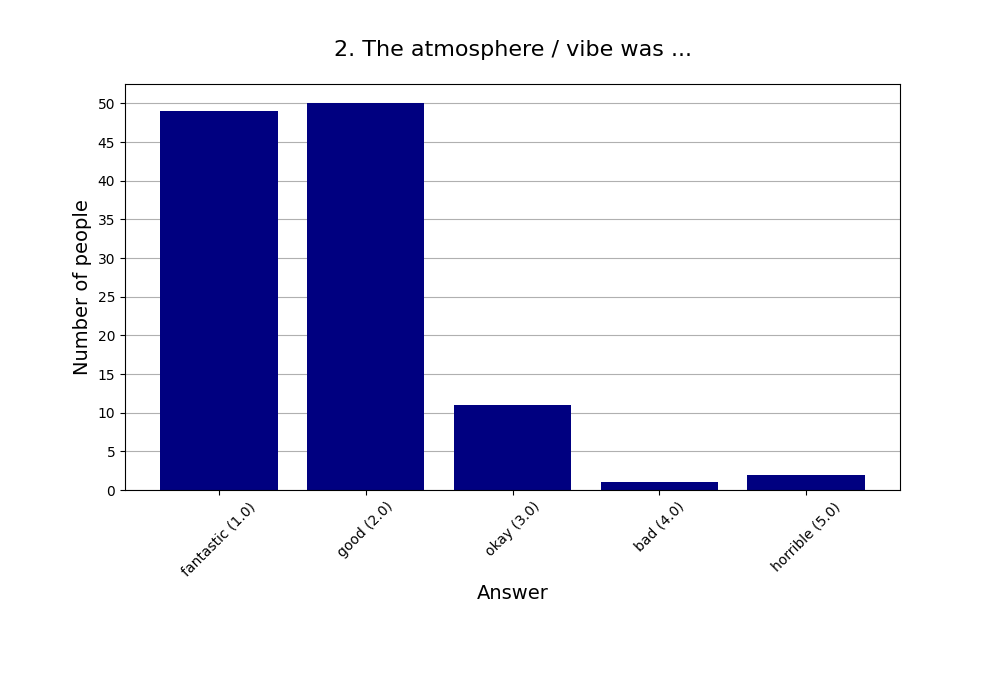 2. The atmosphere / vibe was ...
50
45
40
35
30
25
20
15
10
5
0
Number of people
fantastic (1.0)
good (2.0)
okay (3.0)
bad (4.0)
horrible (5.0)
Answer